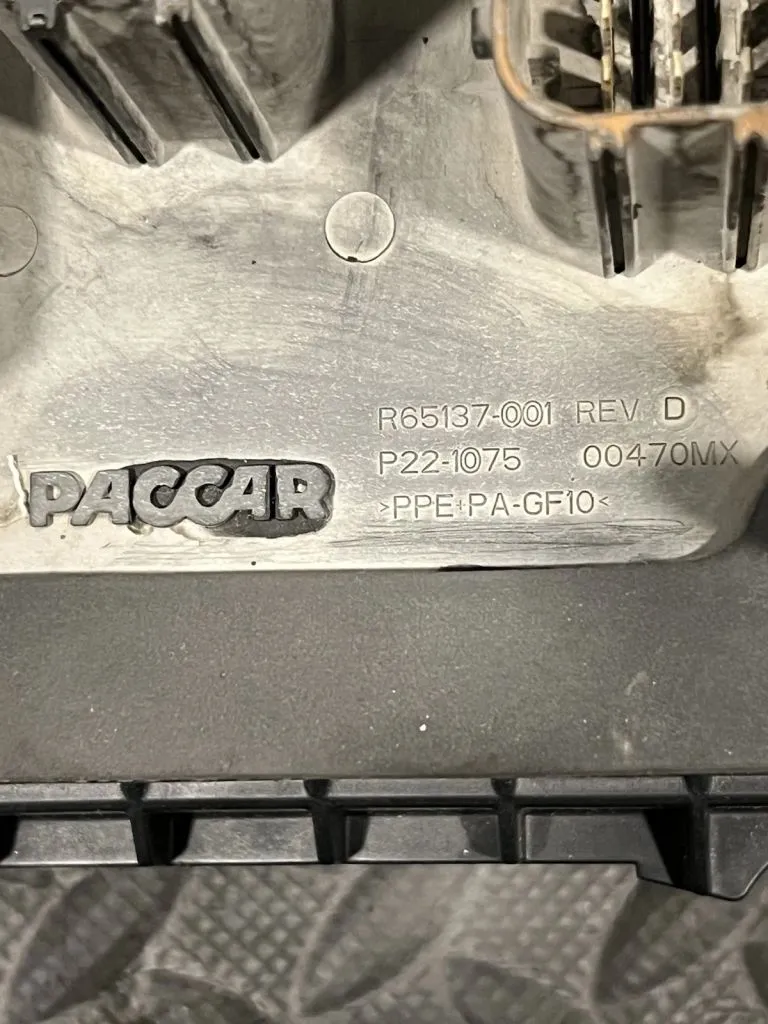 R65137-001 REV D
P22-1075 00470MX
PACCAR
>PPE+PA-GF10<